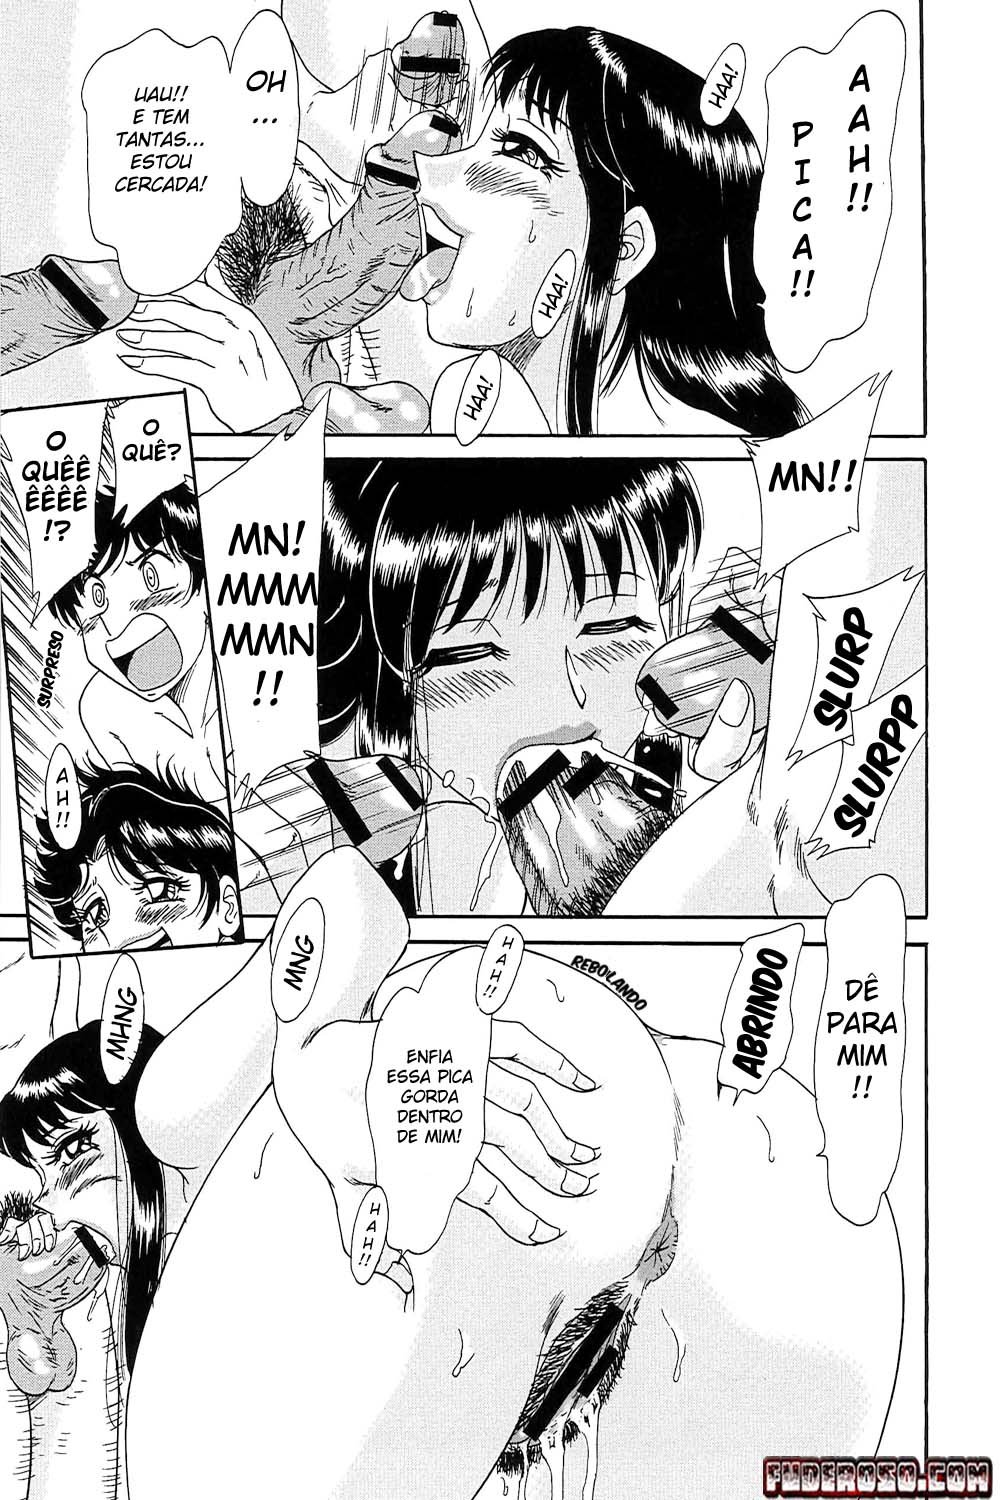 AAH!!
PICA!!
HAA!
OH
...
UAU!!
E TEM
TANTAS...
ESTOU
CERCADA!
HAA!
HAA!
MN!!
SLURP
SLURPP
MN!
MMM
MMN
!!
O
QUÊ?
O
QUÊÊ
ÊÊÊÊ
!?
SURPRESO
AH!!
DÊ
PARA
MIM
!!
ABRINDO
REBOLANDO
HAH!!
ENFIA
ESSA PICA
GORDA
DENTRO
DE MIM!
HAH!!
MNG
MHNG
FUDEROSO.COM